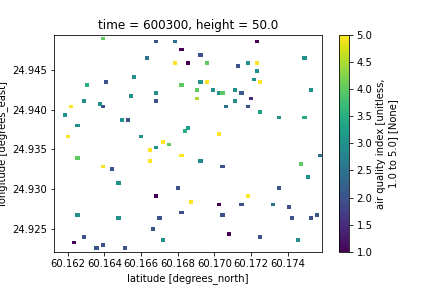 time = 600300, height = 50.0
24.945
24.940
24.935
24.930
24.925
longitude [degrees_east]
60.162 60.164 60.166 60.168 60.170 60.172 60.174
latitude [degrees_north]
5.0
4.5
4.0
3.5
3.0
2.5
2.0
1.5
1.0
air quality index [unitless,
1.0 to 5.0] [None]